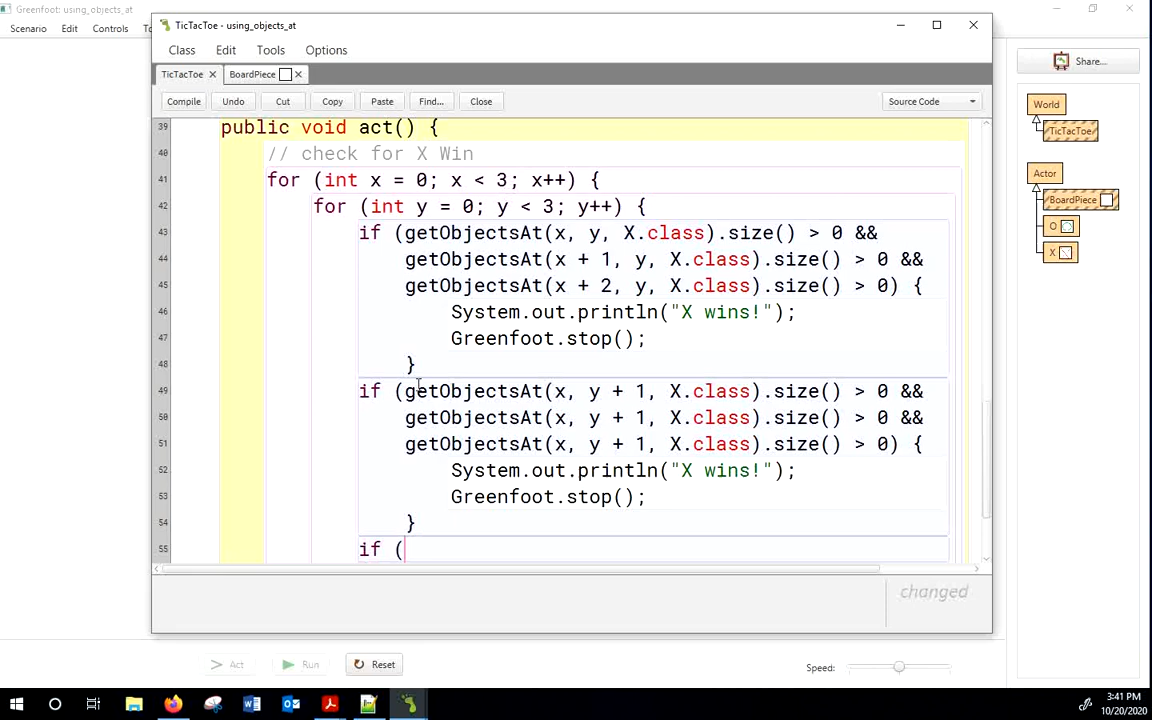 Greenfoot: using_objects_at
Scenario Edit Controls To
TicTacToe - using_objects_at
Class Edit Tools Options
TicTacToe BoardPiece
Compile Undo Cut Copy Paste Find... Close Source Code
39 public void act() {
40 // check for X Win
41 for (int x = 0; x < 3; x++) {
42 for (int y = 0; y < 3; y++) {
43 if (getObjectsAt(x, y, X.class).size() > 0 &&
44 getObjectsAt(x + 1, y, X.class).size() > 0 &&
45 getObjectsAt(x + 2, y, X.class).size() > 0) {
46 System.out.println("X wins!");
47 Greenfoot.stop();
48 }
49 if (getObjectsAt(x, y + 1, X.class).size() > 0 &&
50 getObjectsAt(x, y + 1, X.class).size() > 0 &&
51 getObjectsAt(x, y + 1, X.class).size() > 0) {
52 System.out.println("X wins!");
53 Greenfoot.stop();
54 }
55 if (
changed
Share...
World
TicTacToe
Actor
BoardPiece
O
X
Act Run Reset Speed:
3:41 PM
10/20/2020